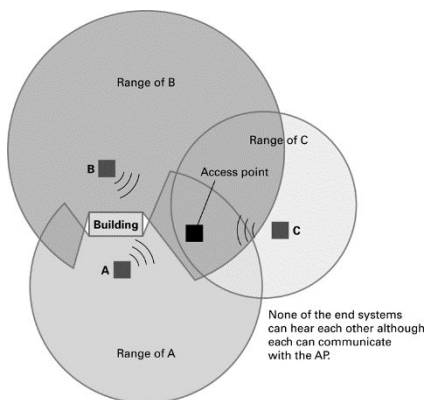 Range of B
Range of C
B
Access point
Building
C
A
None of the end systems
can hear each other although
each can communicate
with the AP.
Range of A